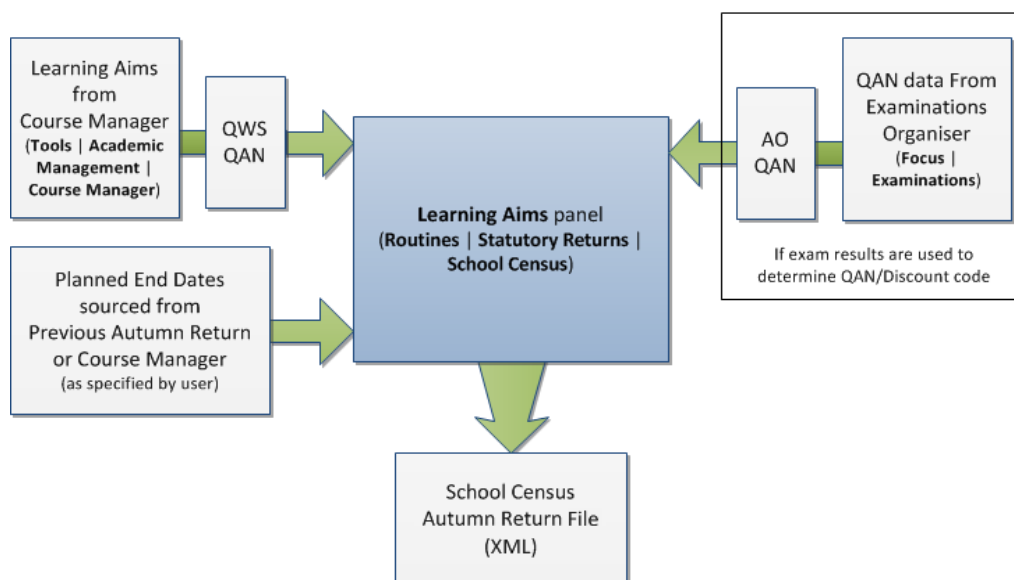 Learning Aims
from
Course Manager
(Tools | Academic
Management |
Course Manager)
QWS
QAN
Learning Aims panel
(Routines | Statutory Returns |
School Census)
AO
QAN
QAN data From
Examinations
Organiser
(Focus |
Examinations)
If exam results are used to
determine QAN/Discount code
Planned End Dates
sourced from
Previous Autumn Return
or Course Manager
(as specified by user)
School Census
Autumn Return File
(XML)